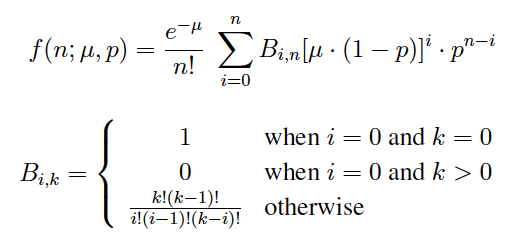 f(n; μ, p) = e^{−μ}/n! ∑_{i=0}^{n} B_{i,n}[μ · (1 − p)]^i · p^{n−i}
B_{i,k} = {
1 when i = 0 and k = 0
0 when i = 0 and k > 0
k!(k−1)!/i!(i−1)!(k−i)! otherwise